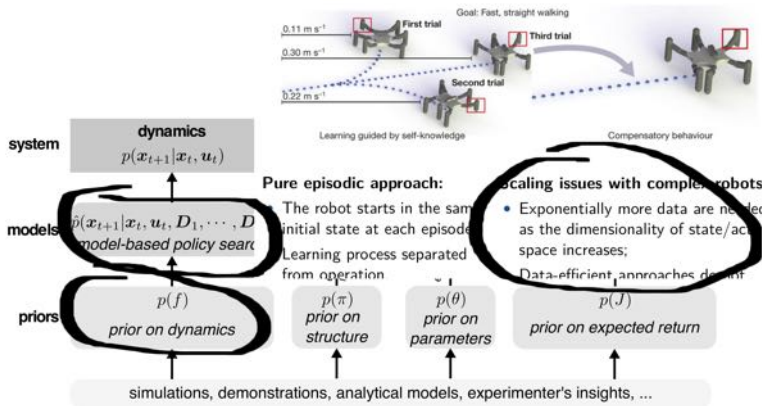 Goal: Fast, straight walking
0.11 m s⁻¹
First trial
0.30 m s⁻¹
Third trial
Second trial
0.22 m s⁻¹
Learning guided by self-knowledge
Compensatory behaviour
system
dynamics
p(x_{t+1}|x_t, u_t)
Pure episodic approach:
Scaling issues with complex robots
models
p̂(x_{t+1}|x_t, u_t, D_1, ⋯ , D
model-based policy search
• The robot starts in the sam
initial state at each episode
Learning process separated
from operation.
• Exponentially more data are needed
as the dimensionality of state/act
space increases;
• Data-efficient approaches do not
priors
p(f)
prior on dynamics
p(π)
prior on
structure
p(θ)
prior on
parameters
p(J)
prior on expected return
simulations, demonstrations, analytical models, experimenter's insights, ...